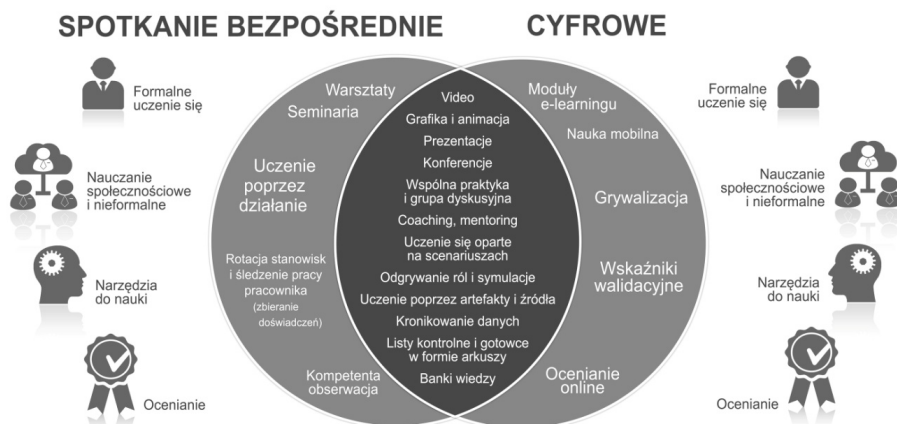 SPOTKANIE BEZPOŚREDNIE
CYFROWE
Formalne
uczenie się
Nauczanie
społecznościowe
i nieformalne
Narzędzia
do nauki
Ocenianie
Warsztaty
Seminaria
Uczenie
poprzez
działanie
Rotacja stanowisk
i śledzenie pracy
pracownika
(zbieranie
doświadczeń)
Kompetenta
obserwacja
Video
Grafika i animacja
Prezentacje
Konferencje
Wspólna praktyka
i grupa dyskusyjna
Coaching, mentoring
Uczenie się oparte
na scenariuszach
Odgrywanie ról i symulacje
Uczenie poprzez artefakty i źródła
Kronikowanie danych
Listy kontrolne i gotowce
w formie arkuszy
Banki wiedzy
Moduły
e-learningu
Nauka mobilna
Grywalizacja
Wskaźniki
walidacyjne
Ocenianie
online
Formalne
uczenie się
Nauczanie
społecznościowe
i nieformalne
Narzędzia
do nauki
Ocenianie